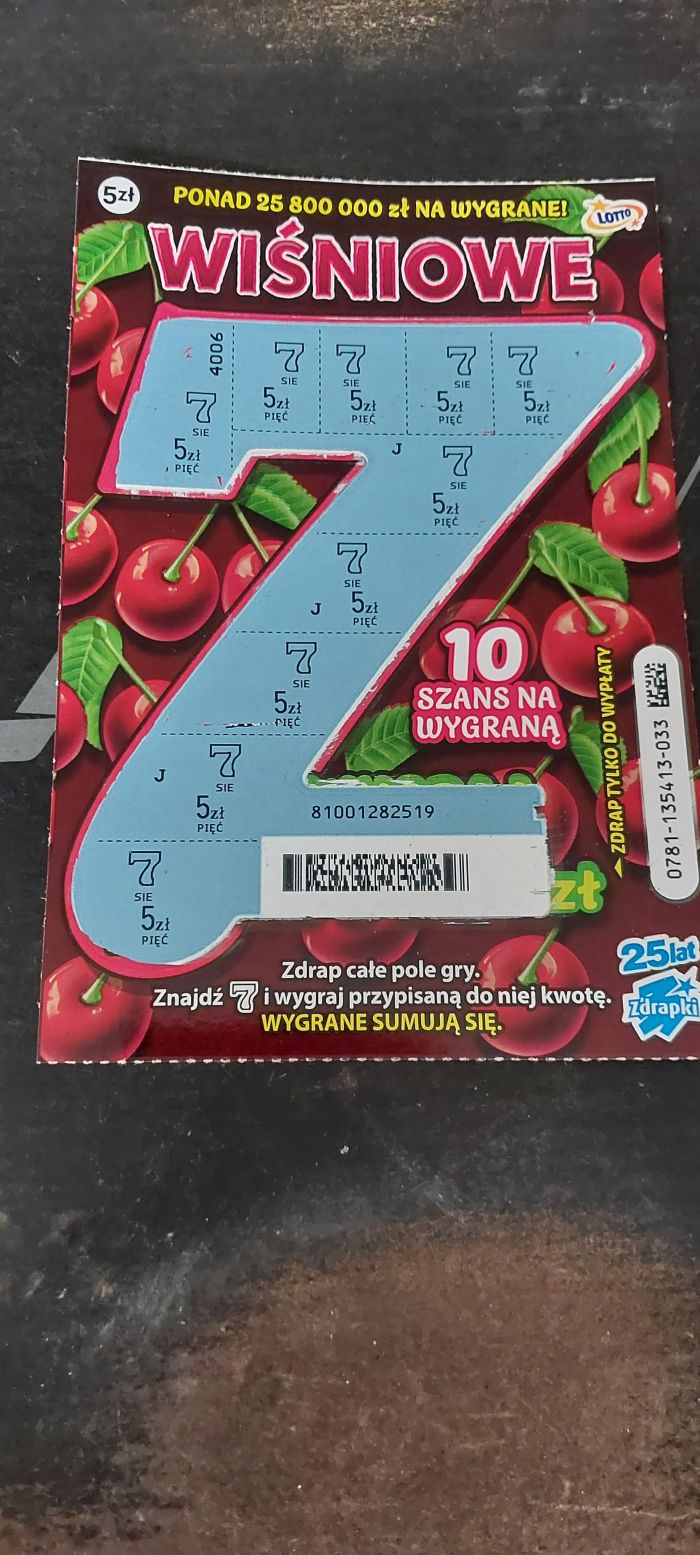 5zł
PONAD 25 800 000 zł NA WYGRANE!
LOTTO
WIŚNIOWE
4006
7 7 7 7
SIE SIE SIE SIE
5zł 5zł 5zł 5zł
PIĘĆ PIĘĆ PIĘĆ PIĘĆ
7
SIE
5zł
PIĘĆ
J 7
SIE
5zł
PIĘĆ
7
SIE
J 5zł
PIĘĆ
7
SIE
5zł
PIĘĆ
10
SZANS NA
WYGRANĄ
J 7
SIE
5zł
PIĘĆ
81001282519
7
SIE
5zł
PIĘĆ
zł
ZDRAP TYLKO DO WYPŁATY
0781-135413-033
Zdrap całe pole gry.
Znajdź 7 i wygraj przypisaną do niej kwotę.
WYGRANE SUMUJĄ SIĘ.
25lat
Zdrapki